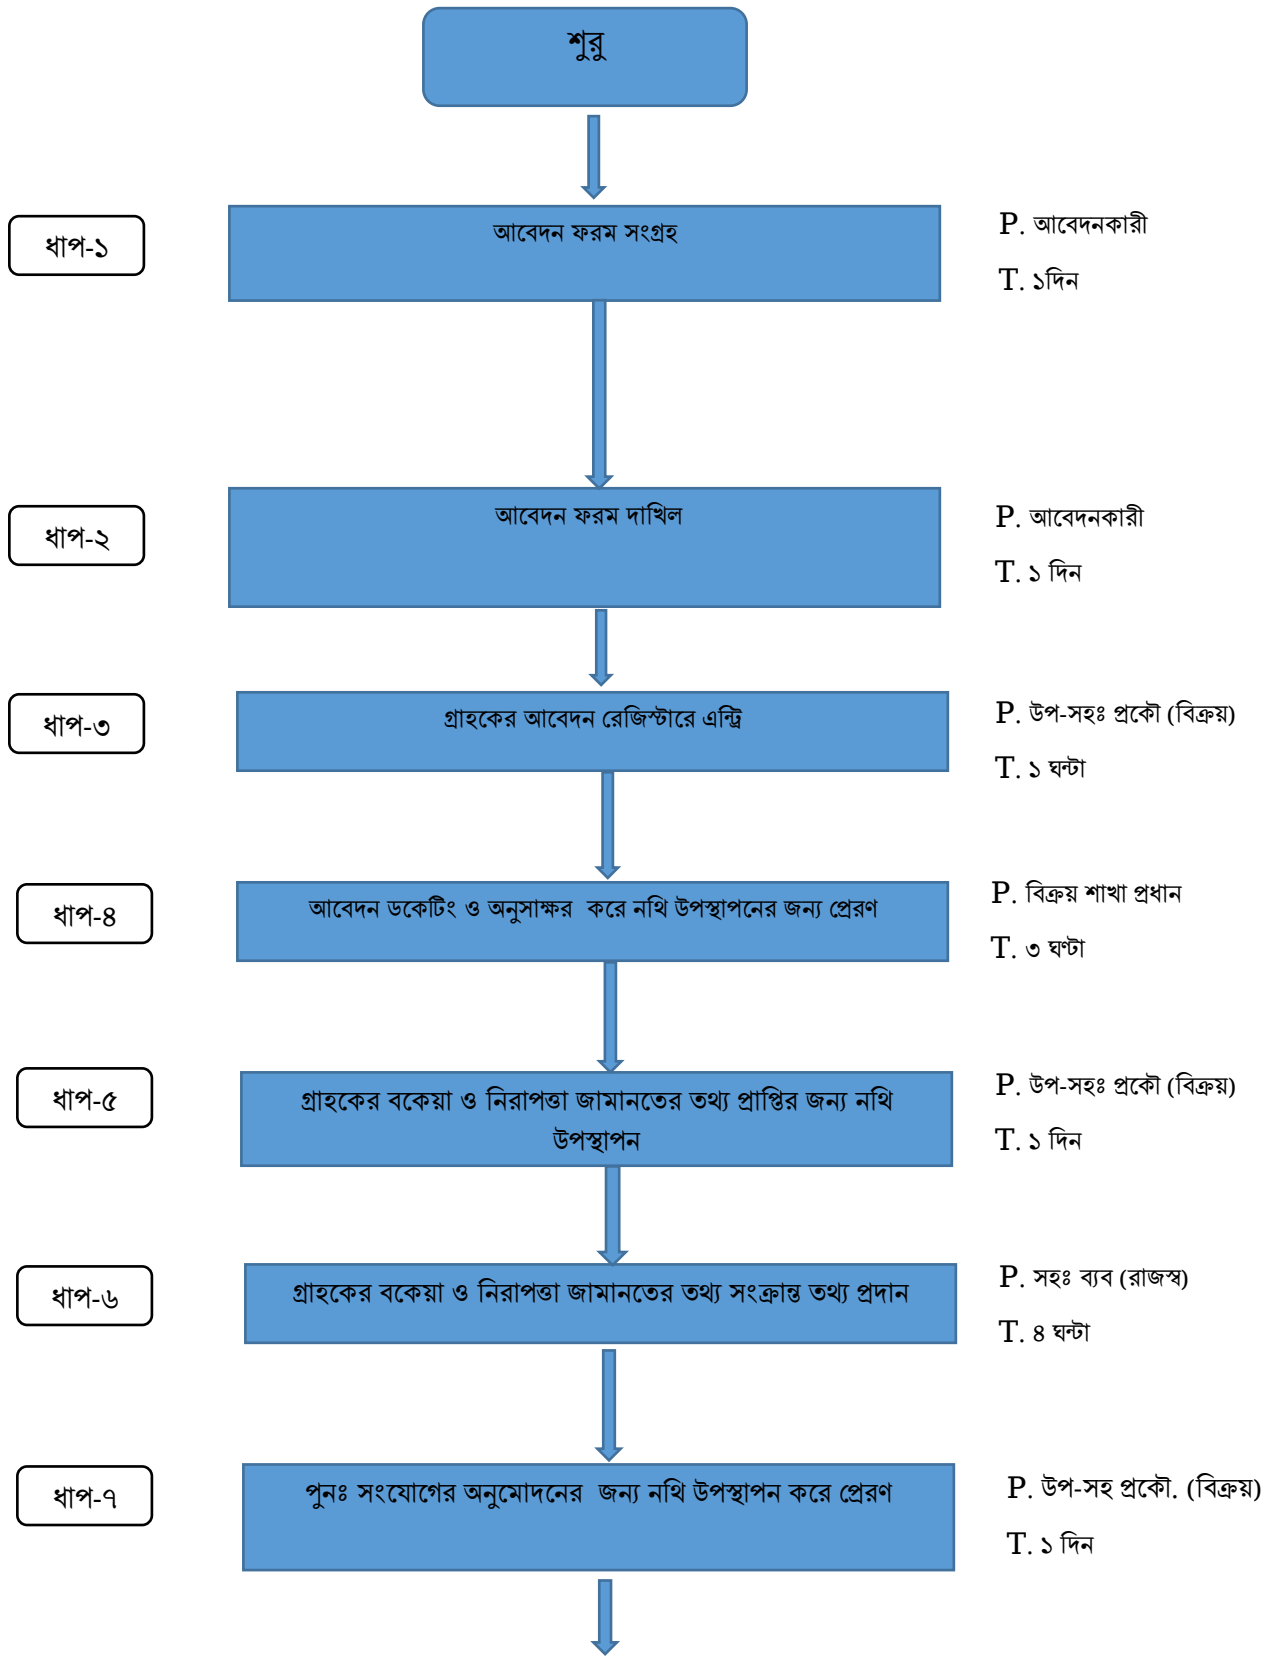 শুরু
ধাপ-১
আবেদন ফরম সংগ্রহ
P. আবেদনকারী
T. ১দিন
ধাপ-২
আবেদন ফরম দাখিল
P. আবেদনকারী
T. ১ দিন
ধাপ-৩
গ্রাহকের আবেদন রেজিস্টারে এন্ট্রি
P. উপ-সহঃ প্রকৌ (বিক্রয়)
T. ১ ঘন্টা
ধাপ-৪
আবেদন ডকেটিং ও অনুসাক্ষর করে নথি উপস্থাপনের জন্য প্রেরণ
P. বিক্রয় শাখা প্রধান
T. ৩ ঘণ্টা
ধাপ-৫
গ্রাহকের বকেয়া ও নিরাপত্তা জামানতের তথ্য প্রাপ্তির জন্য নথি
উপস্থাপন
P. উপ-সহঃ প্রকৌ (বিক্রয়)
T. ১ দিন
ধাপ-৬
গ্রাহকের বকেয়া ও নিরাপত্তা জামানতের তথ্য সংক্রান্ত তথ্য প্রদান
P. সহঃ ব্যব (রাজস্ব)
T. ৪ ঘন্টা
ধাপ-৭
পুনঃ সংযোগের অনুমোদনের জন্য নথি উপস্থাপন করে প্রেরণ
P. উপ-সহ প্রকৌ. (বিক্রয়)
T. ১ দিন